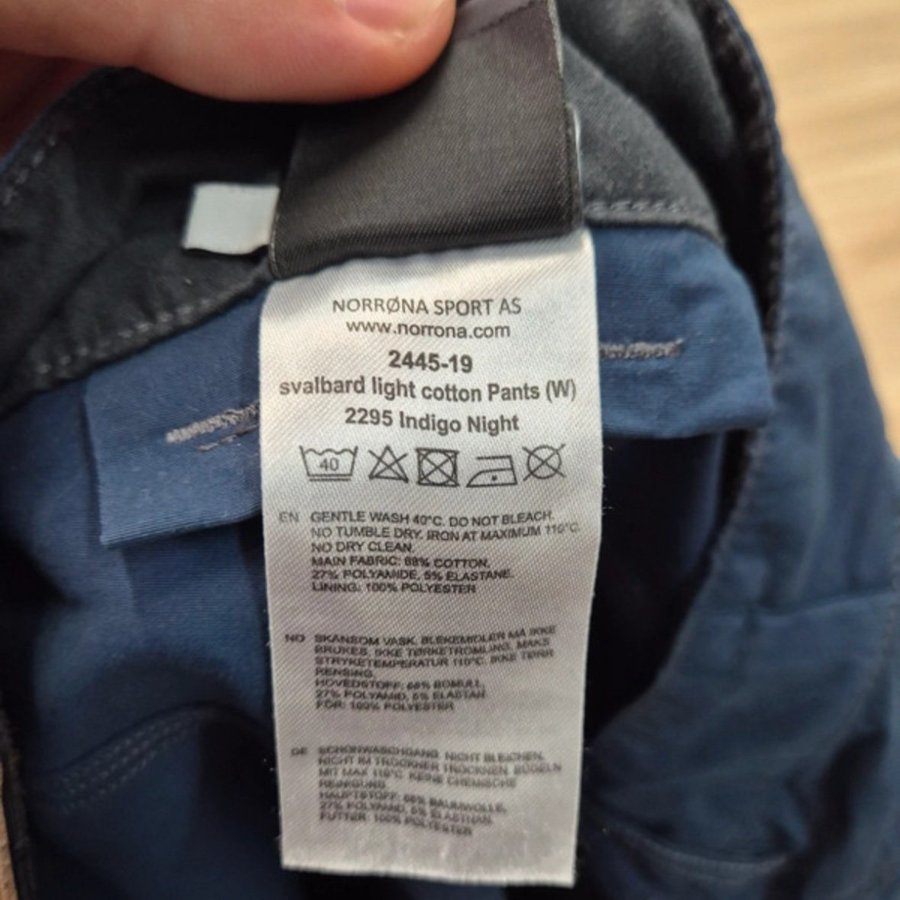 NORRØNA SPORT AS
www.norrona.com
2445-19
svalbard light cotton Pants (W)
2295 Indigo Night
40
EN GENTLE WASH 40°C. DO NOT BLEACH.
NO TUMBLE DRY. IRON AT MAXIMUM 110°C.
NO DRY CLEAN.
MAIN FABRIC: 68% COTTON,
27% POLYAMIDE, 5% ELASTANE.
LINING: 100% POLYESTER
NO SKÅNSOM VASK. BLEKEMIDLER MÅ IKKE
BRUKES. IKKE TØRKETROMLING. MAKS
STRYKETEMPERATUR 110°C. IKKE TØRR
RENSING.
HOVEDSTOFF: 68% BOMULL,
27% POLYAMID, 5% ELASTAN
FÔR: 100% POLYESTER
DE SCHONWASCHGANG. NICHT BLEICHEN.
NICHT IM TROCKNER TROCKNEN. BÜGELN
MIT MAX 110°C. KEINE CHEMISCHE
REINIGUNG.
HAUPTSTOFF: 68% BAUMWOLLE,
27% POLYAMID, 5% ELASTHAN
FUTTER: 100% POLYESTER